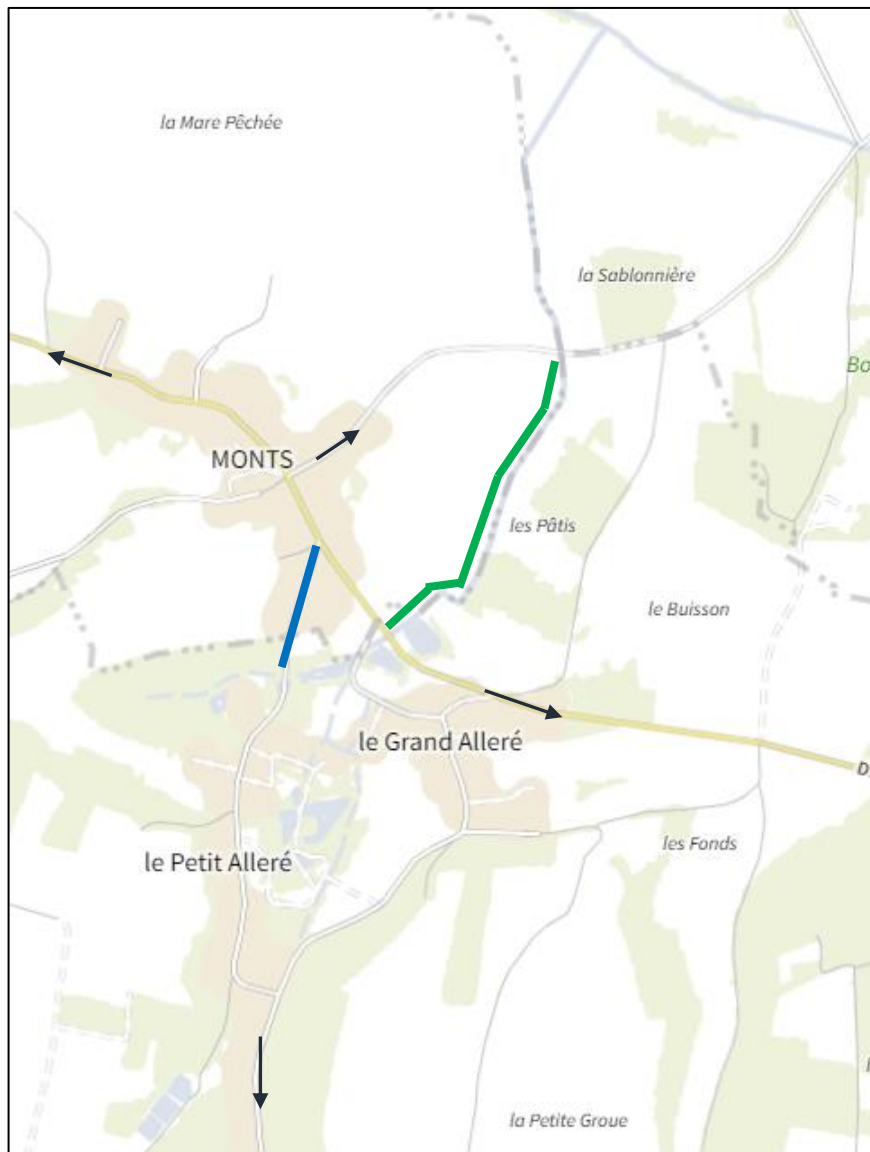 la Mare Pêchée
la Sablonnière
Bo
MONTS
les Pâtis
le Buisson
le Grand Alleré
D
les Fonds
le Petit Alleré
la Petite Groue